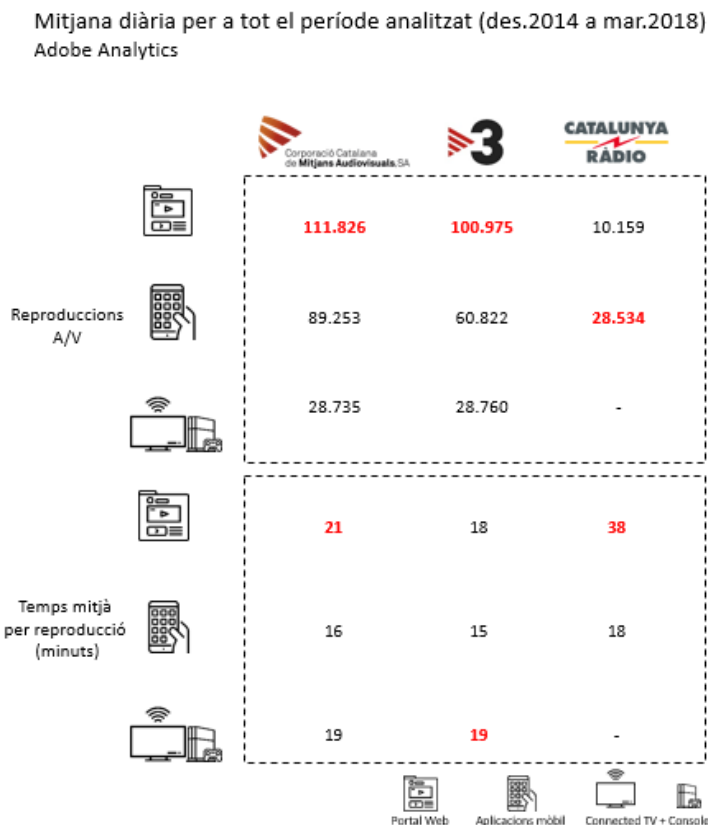 Mitjana diària per a tot el període analitzat (des.2014 a mar.2018)
Adobe Analytics
Corporació Catalana
de Mitjans Audiovisuals, SA
3
CATALUNYA
RÀDIO
111.826 100.975 10.159
Reproduccions
A/V
89.253 60.822 28.534
28.735 28.760 -
21 18 38
Temps mitjà
per reproducció
(minuts)
16 15 18
19 19 -
Portal Web Aplicacions mòbil Connected TV + Console